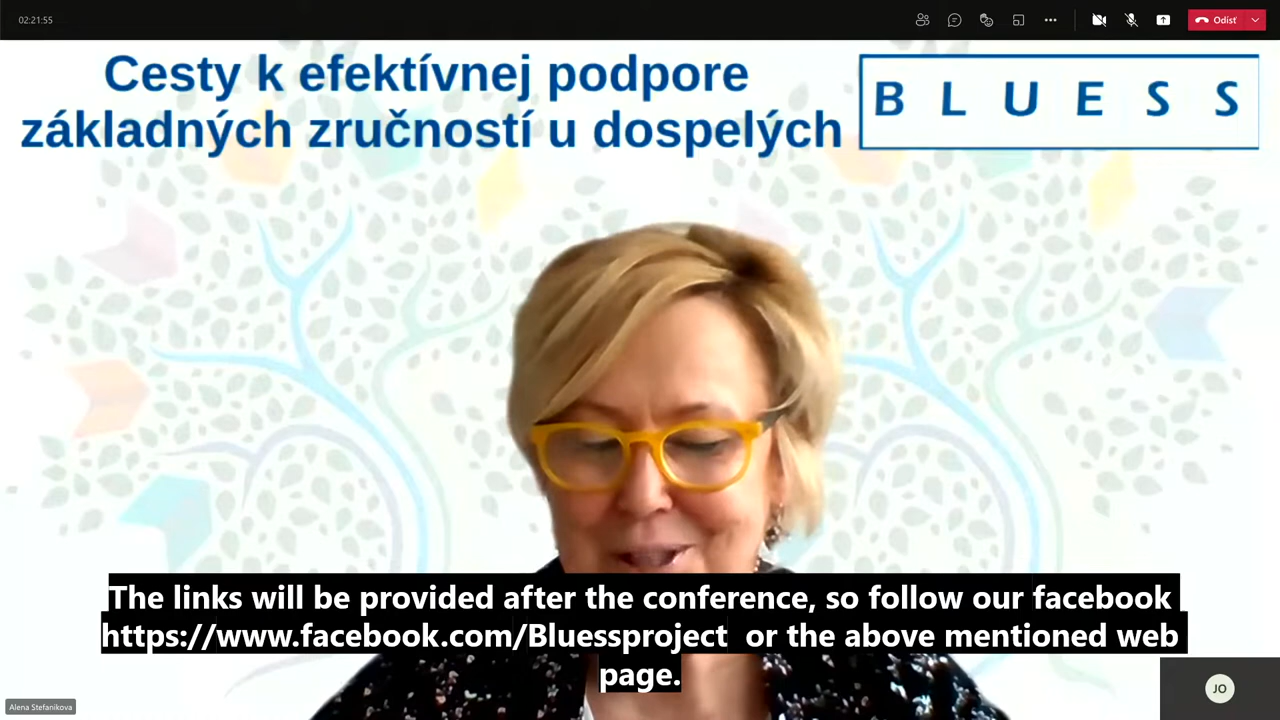 02:21:55
Odísť
Cesty k efektívnej podpore
základných zručností u dospelých
BLUESS
The links will be provided after the conference, so follow our facebook
https://www.facebook.com/Bluessproject or the above mentioned web
page.
Alena Stefanikova
JO